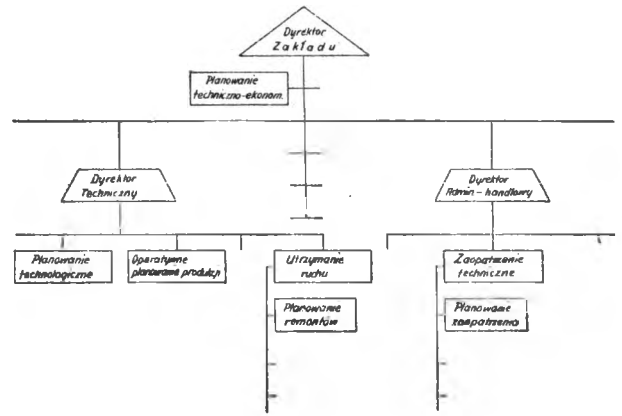 Dyrektor
Zakładu
Planowanie
techniczno-ekonom.
Dyrektor
Techniczny
Dyrektor
Admin-handlowy
Planowanie
technologiczne
Operatywne
planowanie produkcji
Utrzymanie
ruchu
Zaopatrzenie
techniczne
Planowanie
remontów
Planowanie
zaopatrzenia